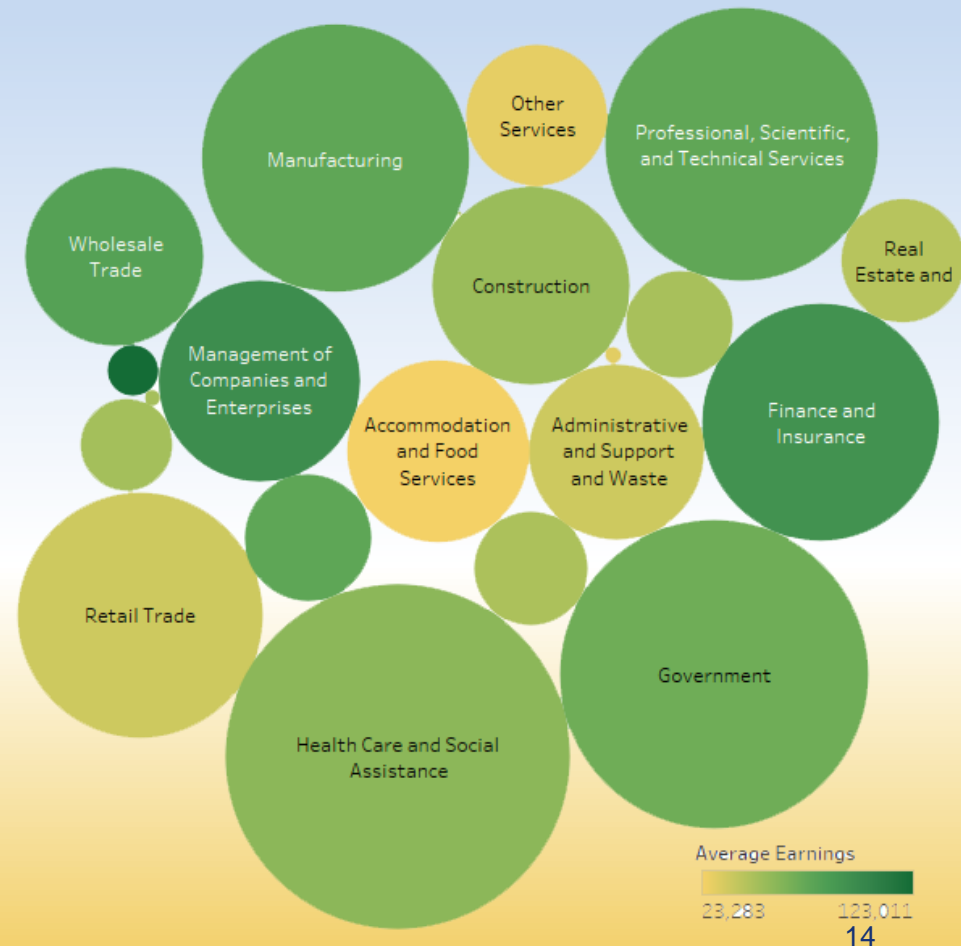 Other
Services
Professional, Scientific,
and Technical Services
Manufacturing
Wholesale
Trade
Real
Estate and
Construction
Management of
Companies and
Enterprises
Accommodation
and Food
Services
Administrative
and Support
and Waste
Finance and
Insurance
Retail Trade
Government
Health Care and Social
Assistance
Average Earnings
23,283
123,011
14